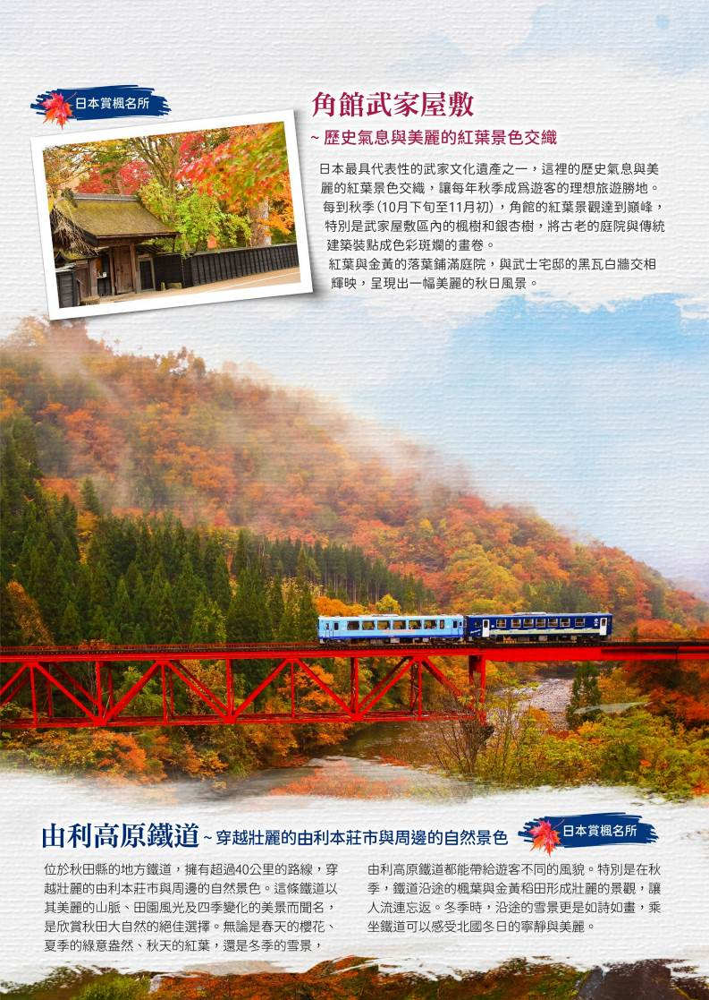 日本賞楓名所
角館武家屋敷
~ 歷史氣息與美麗的紅葉景色交織
日本最具代表性的武家文化遺產之一，這裡的歷史氣息與美
麗的紅葉景色交織，讓每年秋季成爲遊客的理想旅遊勝地。
每到秋季（10月下旬至11月初），角館的紅葉景觀達到巔峰，
特別是武家屋敷區內的楓樹和銀杏樹，將古老的庭院與傳統
建築裝點成色彩斑斕的畫卷。
紅葉與金黃的落葉鋪滿庭院，與武士宅邸的黑瓦白牆交相
輝映，呈現出一幅美麗的秋日風景。
由利高原鐵道 ~ 穿越壯麗的由利本莊市與周邊的自然景色
日本賞楓名所
位於秋田縣的地方鐵道，擁有超過40公里的路線，穿
越壯麗的由利本莊市與周邊的自然景色。這條鐵道以
其美麗的山脈、田園風光及四季變化的美景而聞名，
是欣賞秋田大自然的絕佳選擇。無論是春天的櫻花、
夏季的綠意盎然、秋天的紅葉，還是冬季的雪景，
由利高原鐵道都能帶給遊客不同的風貌。特別是在秋
季，鐵道沿途的楓葉與金黃稻田形成壯麗的景觀，讓
人流連忘返。冬季時，沿途的雪景更是如詩如畫，乘
坐鐵道可以感受北國冬日的寧靜與美麗。